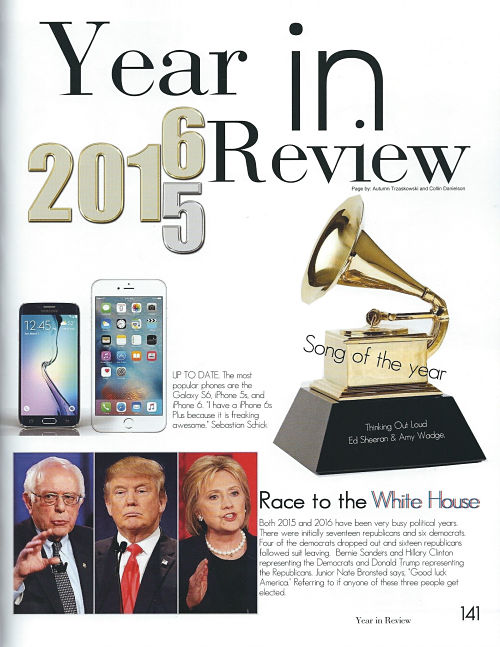 Year in
Review
2016
5
Page by: Autumn Trzaskowski and Collin Danielson
Song of the year
Thinking Out Loud
Ed Sheeran & Amy Wadge.
12:45
UP TO DATE. The most
popular phones are the
Galaxy S6, iPhone 5s, and
iPhone 6. "I have a iPhone 6s
Plus because it is freaking
awesome." Sebastian Schick
Race to the White House
Both 2015 and 2016 have been very busy political years.
There were initially seventeen republicans and six democrats.
Four of the democrats dropped out and sixteen republicans
followed suit leaving. Bernie Sanders and Hillary Clinton
representing the Democrats and Donald Trump representing
the Republicans. Junior Nate Bronsted says, "Good luck
America." Referring to if anyone of these three people get
elected.
Year in Review
141